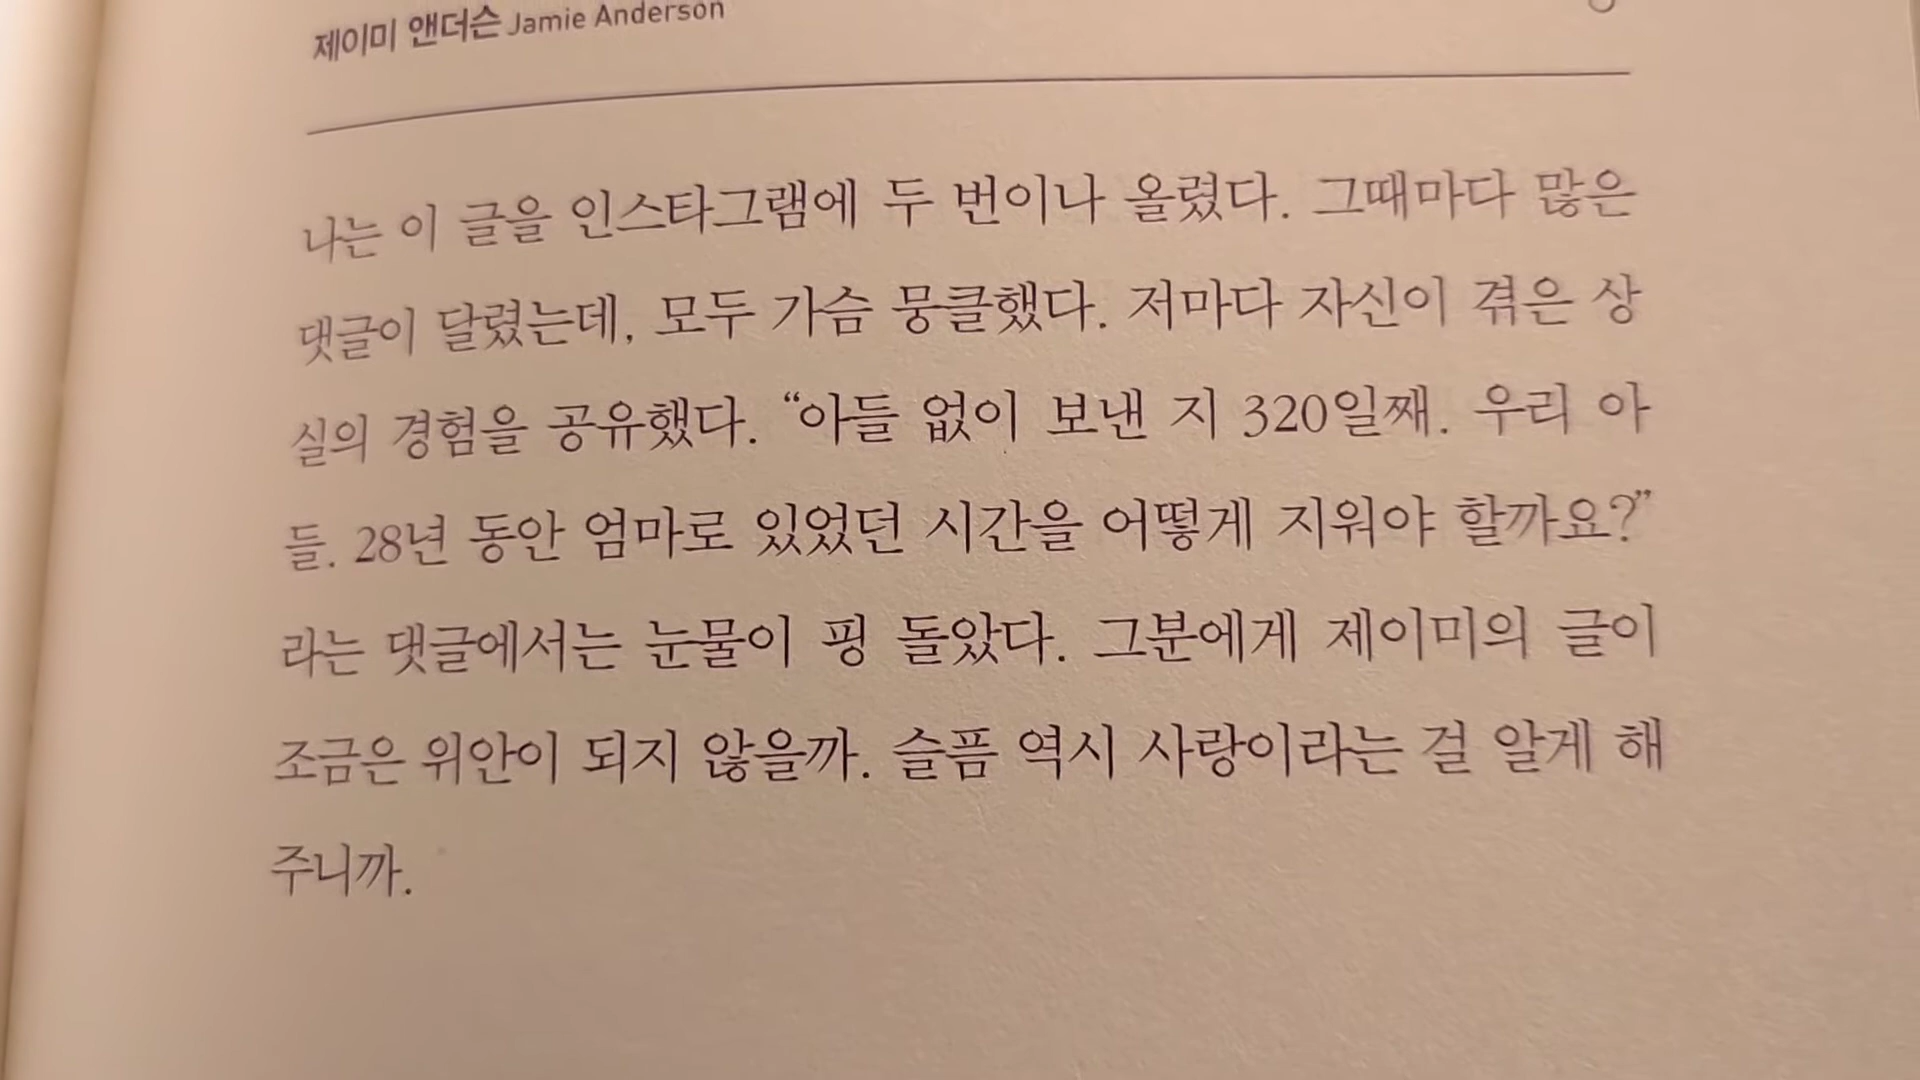 제이미 앤더슨 Jamie Anderson
나는 이 글을 인스타그램에 두 번이나 올렸다. 그때마다 많은
댓글이 달렸는데, 모두 가슴 뭉클했다. 저마다 자신이 겪은 상
실의 경험을 공유했다. “아들 없이 보낸 지 320일째. 우리 아
들. 28년 동안 엄마로 있었던 시간을 어떻게 지워야 할까요?”
라는 댓글에서는 눈물이 핑 돌았다. 그분에게 제이미의 글이
조금은 위안이 되지 않을까. 슬픔 역시 사랑이라는 걸 알게 해
주니까.